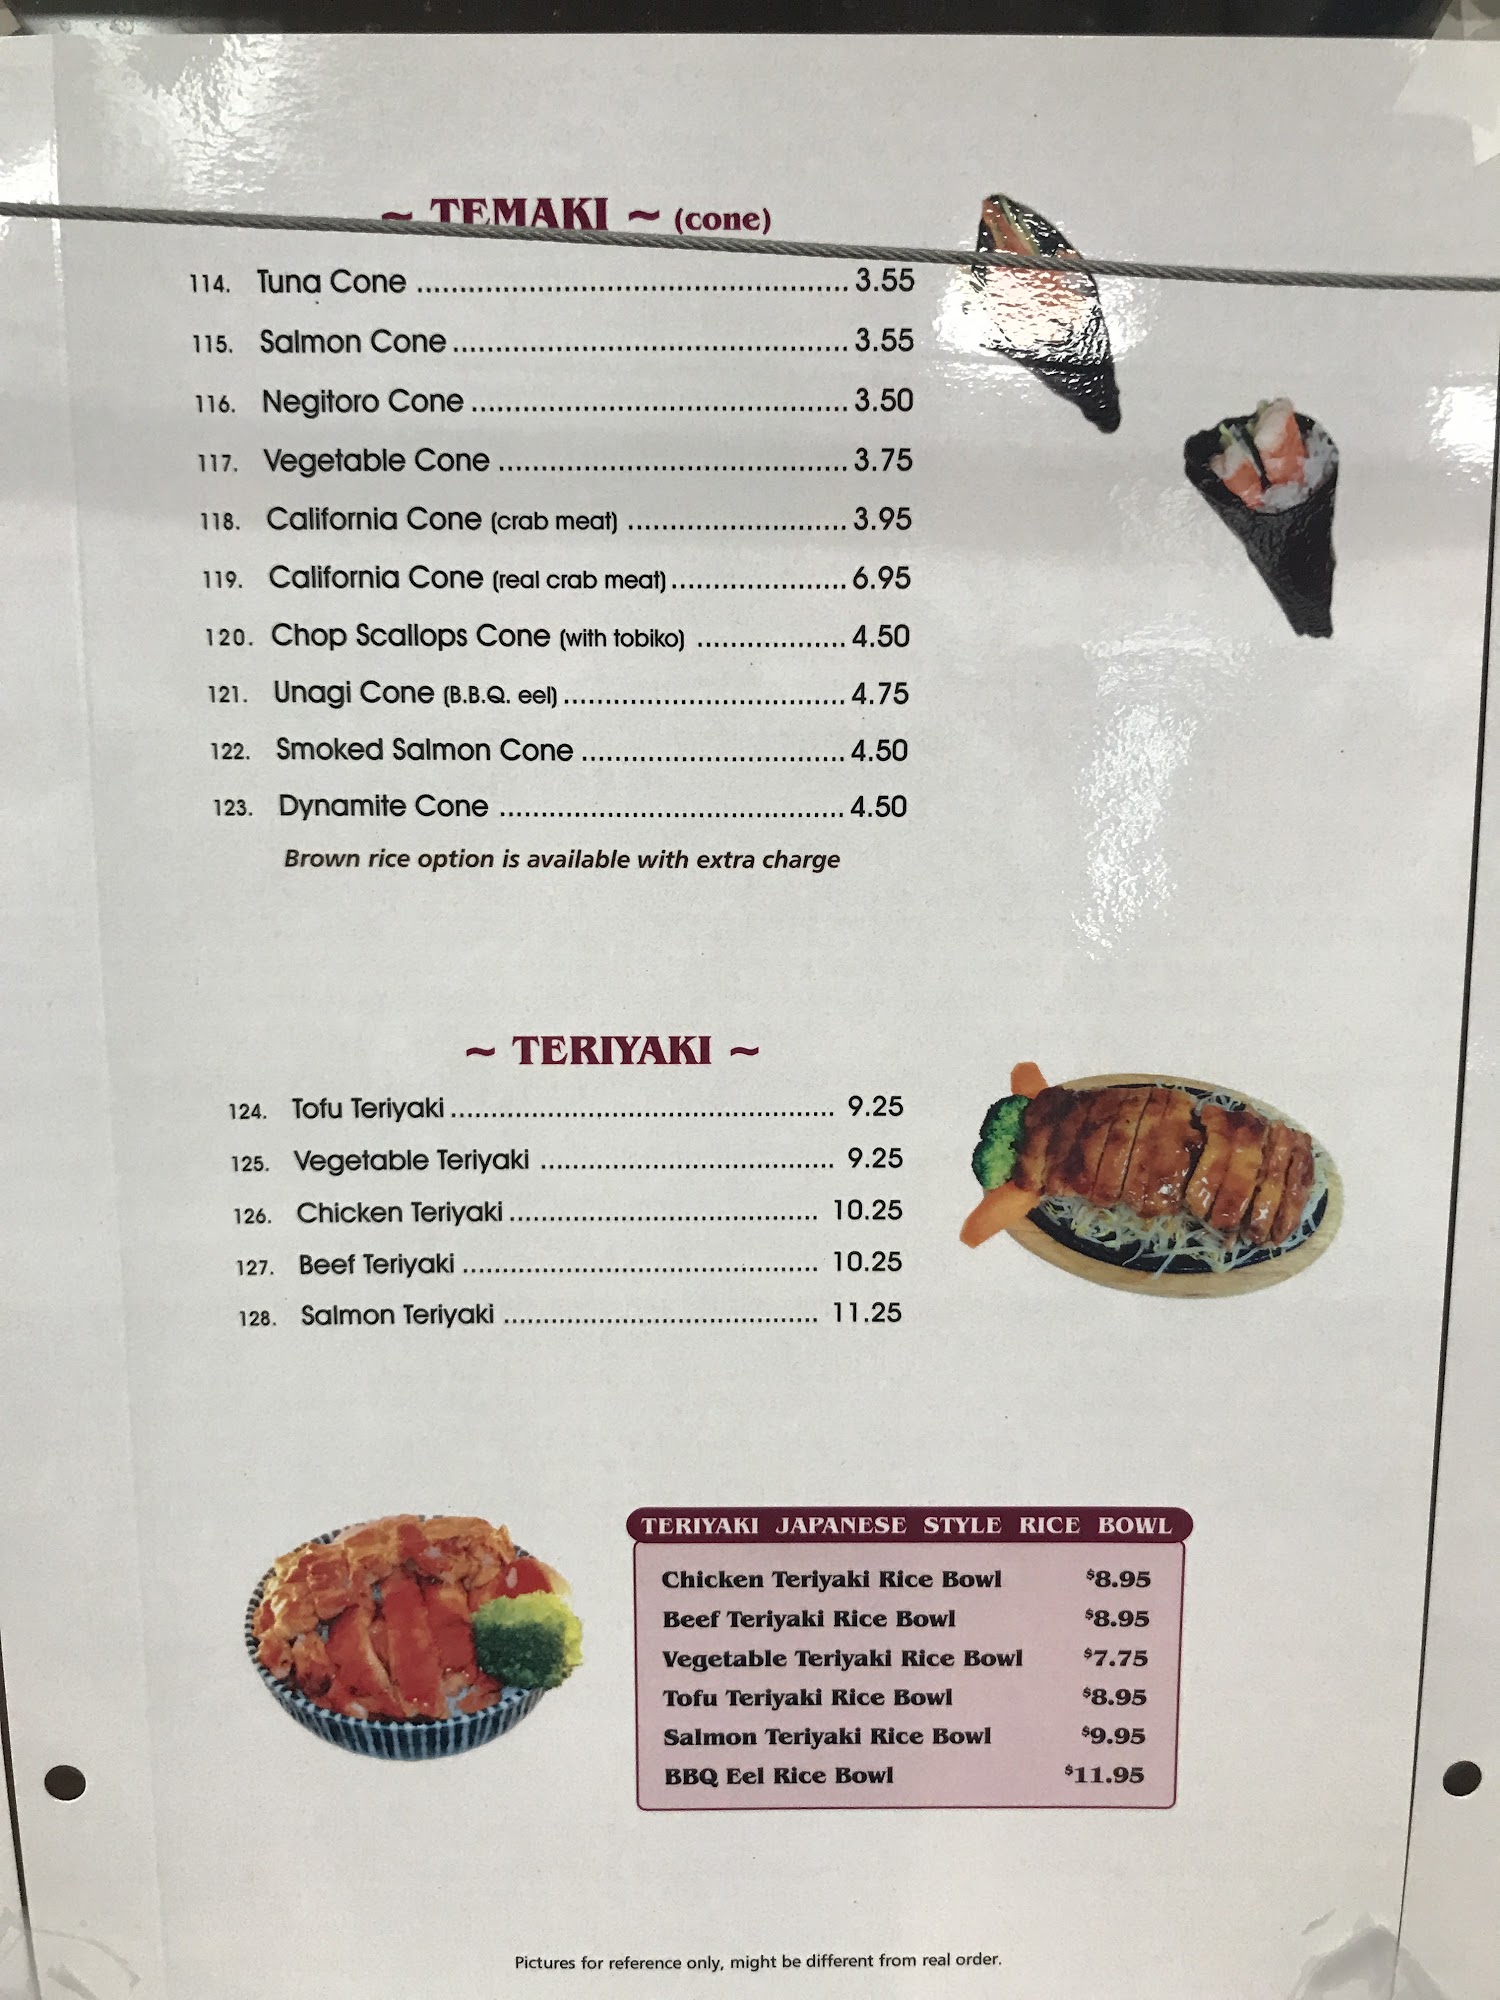 ~ TEMAKI ~ (cone)
114. Tuna Cone ........ 3.55
115. Salmon Cone ........ 3.55
116. Negitoro Cone ........ 3.50
117. Vegetable Cone ........ 3.75
118. California Cone (crab meat) ........ 3.95
119. California Cone (real crab meat) ........ 6.95
120. Chop Scallops Cone (with tobiko) ........ 4.50
121. Unagi Cone (B.B.Q. eel) ........ 4.75
122. Smoked Salmon Cone ........ 4.50
123. Dynamite Cone ........ 4.50
Brown rice option is available with extra charge
~ TERIYAKI ~
124. Tofu Teriyaki ........ 9.25
125. Vegetable Teriyaki ........ 9.25
126. Chicken Teriyaki ........ 10.25
127. Beef Teriyaki ........ 10.25
128. Salmon Teriyaki ........ 11.25
TERIYAKI JAPANESE STYLE RICE BOWL
Chicken Teriyaki Rice Bowl $8.95
Beef Teriyaki Rice Bowl $8.95
Vegetable Teriyaki Rice Bowl $7.75
Tofu Teriyaki Rice Bowl $8.95
Salmon Teriyaki Rice Bowl $9.95
BBQ Eel Rice Bowl $11.95
Pictures for reference only, might be different from real order.